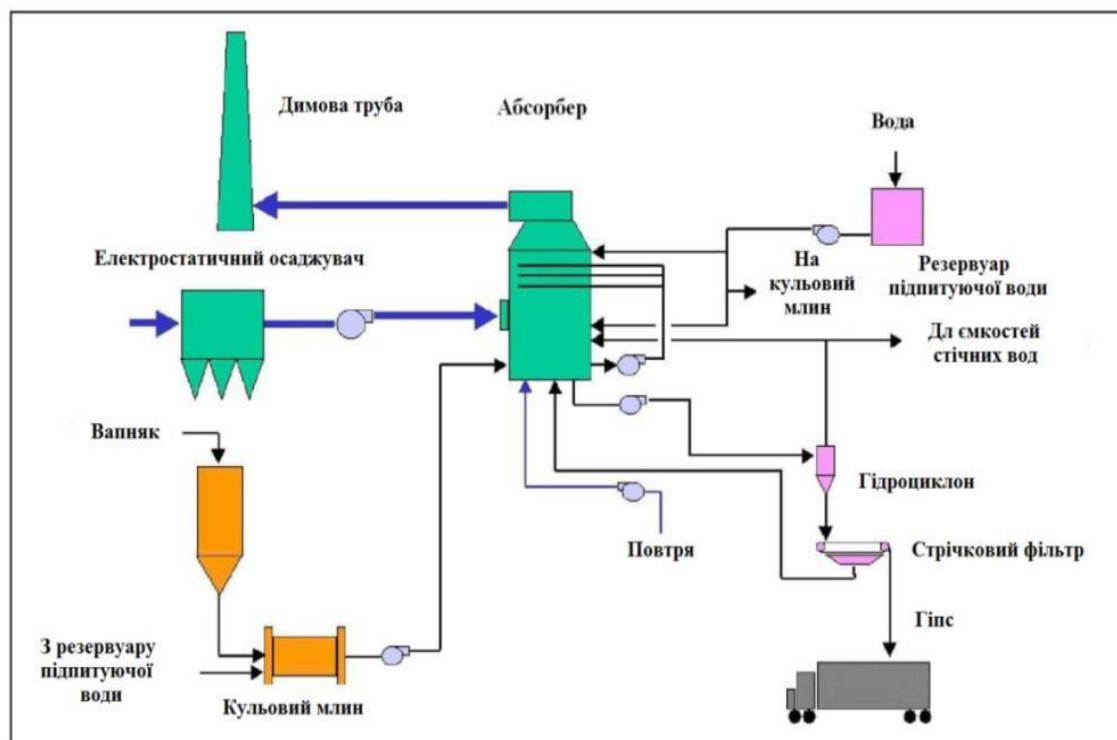 Димова труба
Абсорбер
Вода
Електростатичний осаджувач
На
кульовий
млин
Резервуар
підпитуючої води
Дл ємкостей
стічних вод
Вапняк
Гідроциклон
Повтря
Стрічковий фільтр
Гіпс
З резервуару
підпитуючої
води
Кульовий млин